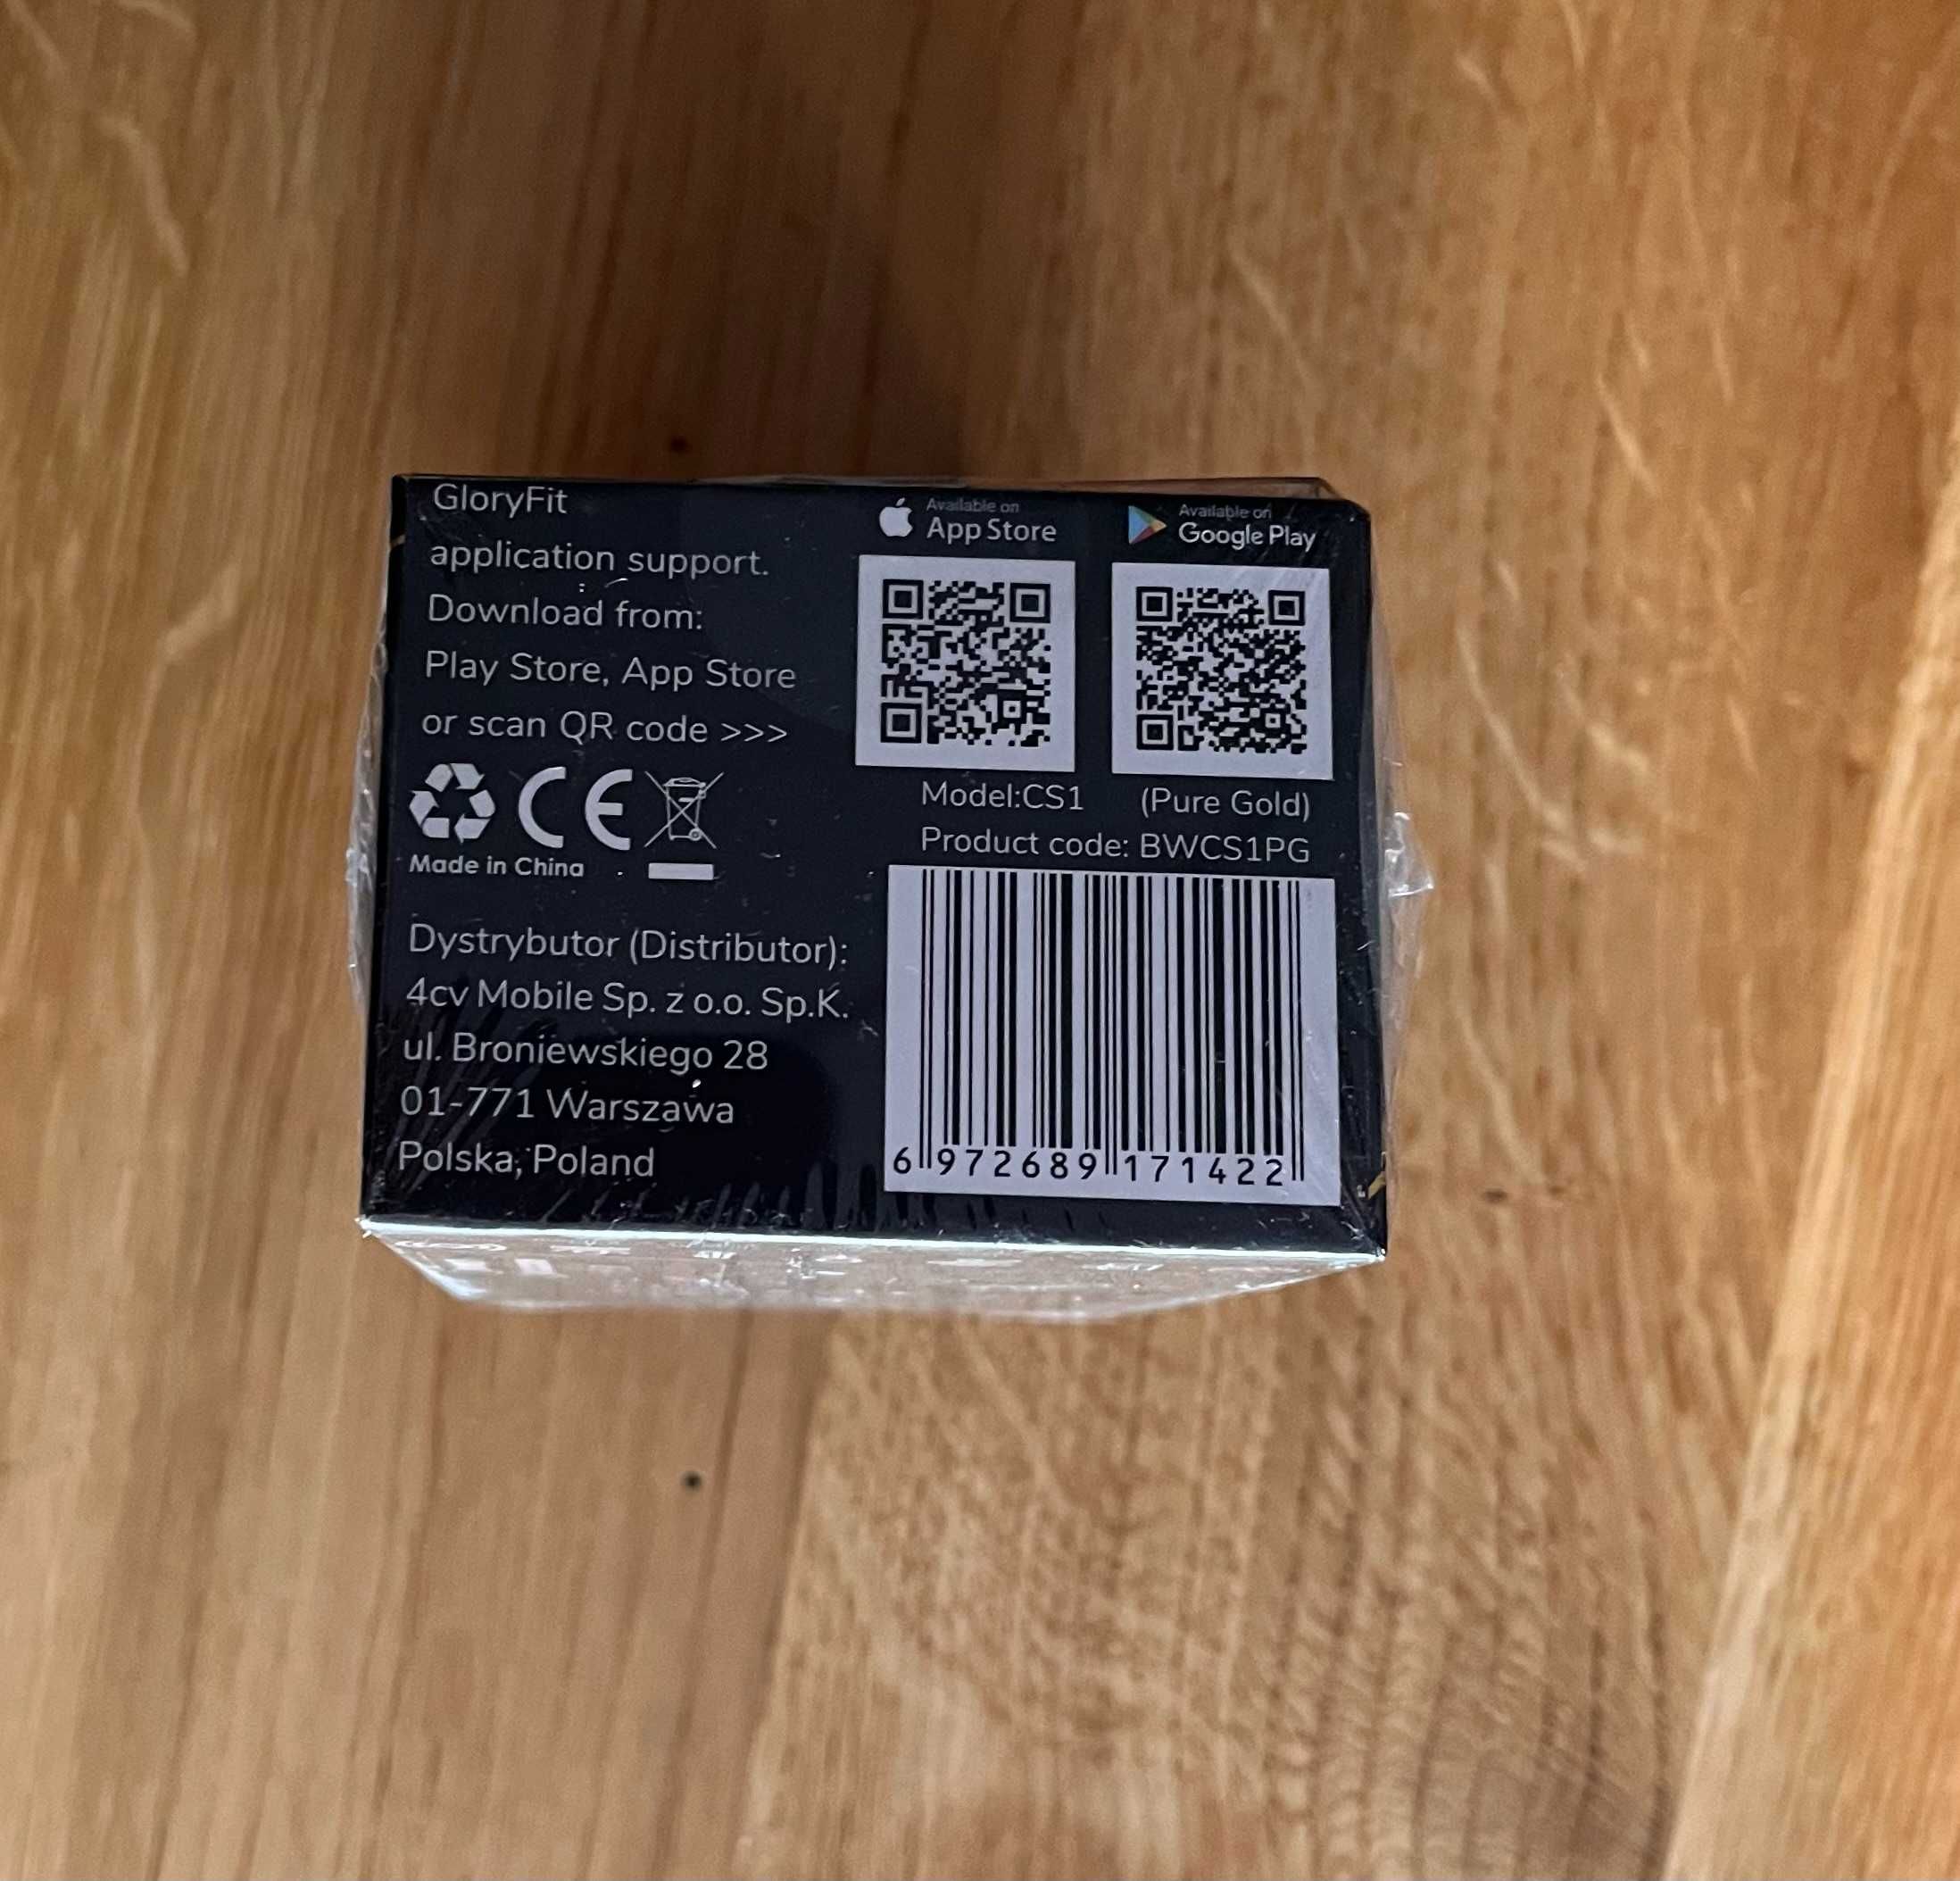 GloryFit
application support.
Download from:
Play Store, App Store
or scan QR code >>>
CE
Made in China
Dystrybutor (Distributor):
4cv Mobile Sp. z o.o. Sp.K.
ul. Broniewskiego 28
01-771 Warszawa
Polska, Poland
Available on
App Store
Available on
Google Play
Model:CS1 (Pure Gold)
Product code: BWCS1PG
6 972689 171422